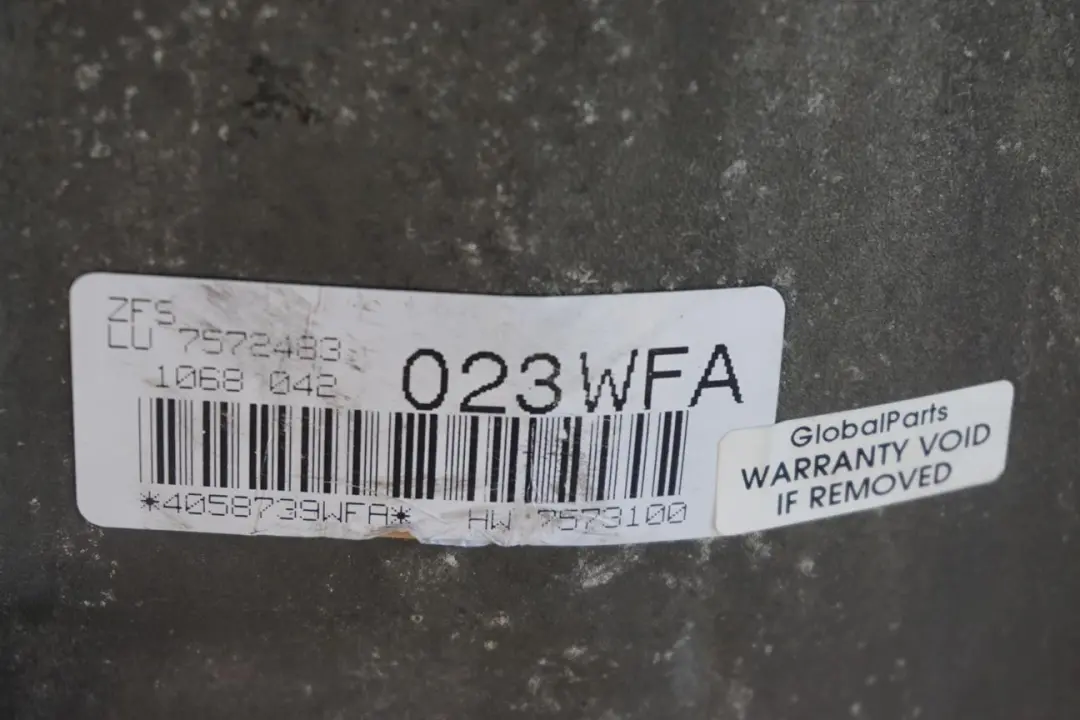 ZFS
LU 7572483
1068 042
023WFA
*4058739WFA* HW 7573100
GlobalParts
WARRANTY VOID
IF REMOVED